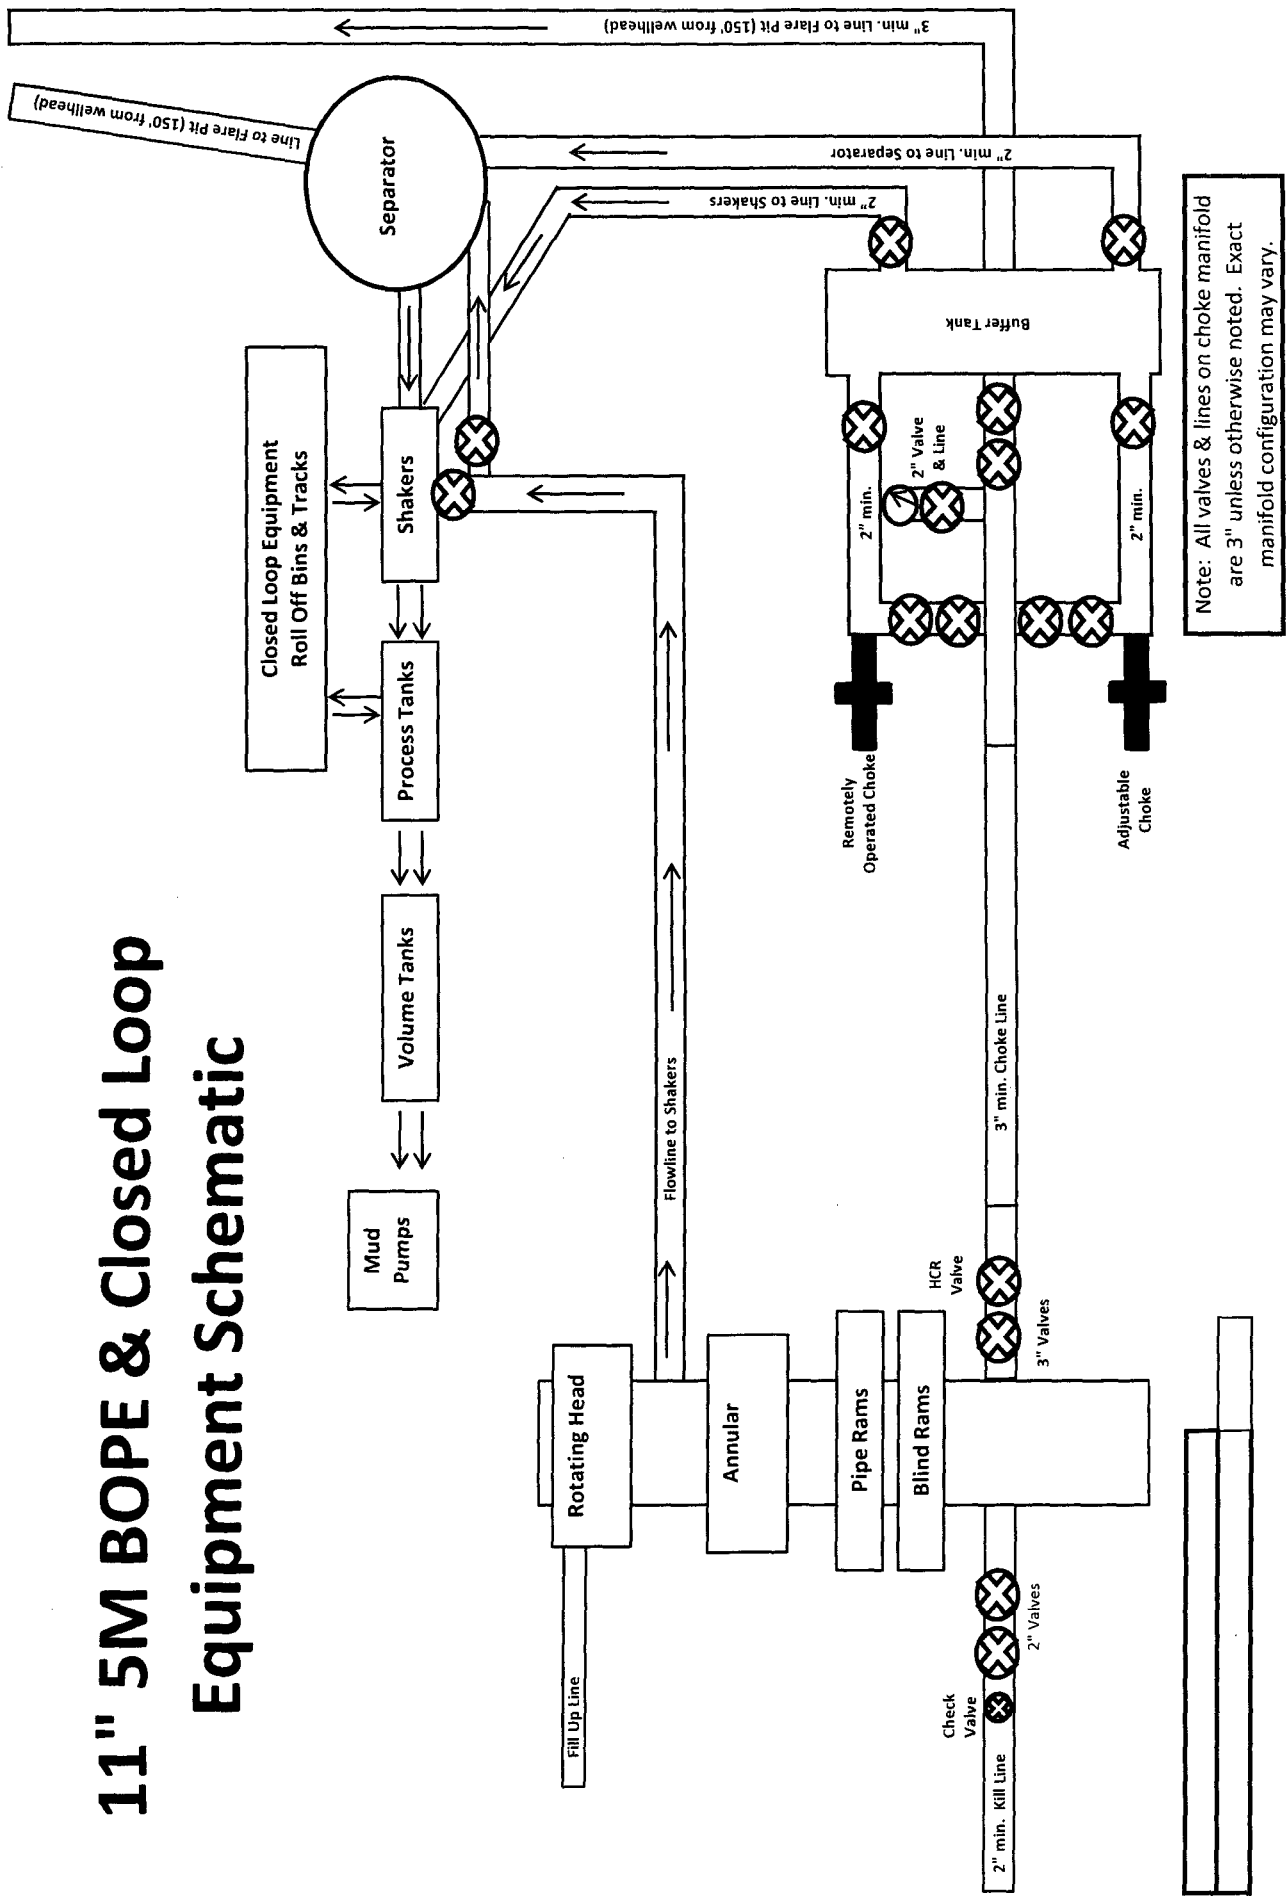 11" 5M BOPE & Closed Loop
Equipment Schematic
Closed Loop Equipment
Roll Off Bins & Tracks
Mud
Pumps
Volume Tanks
Process Tanks
Shakers
Separator
Line to Flare Pit (150' from wellhead)
3" min. Line to Flare Pit (150' from wellhead)
2" min. Line to Separator
2" min. Line to Shakers
Fill Up Line
Rotating Head
Flowline to Shakers
Annular
Pipe Rams
Blind Rams
Remotely
Operated Choke
2" min.
2" Valve
& Line
Buffer Tank
HCR
Valve
3" Valves
3" min. Choke Line
Check
Valve
2" min. Kill Line
2" Valves
Adjustable
Choke
2" min.
Note: All valves & lines on choke manifold
are 3" unless otherwise noted. Exact
manifold configuration may vary.